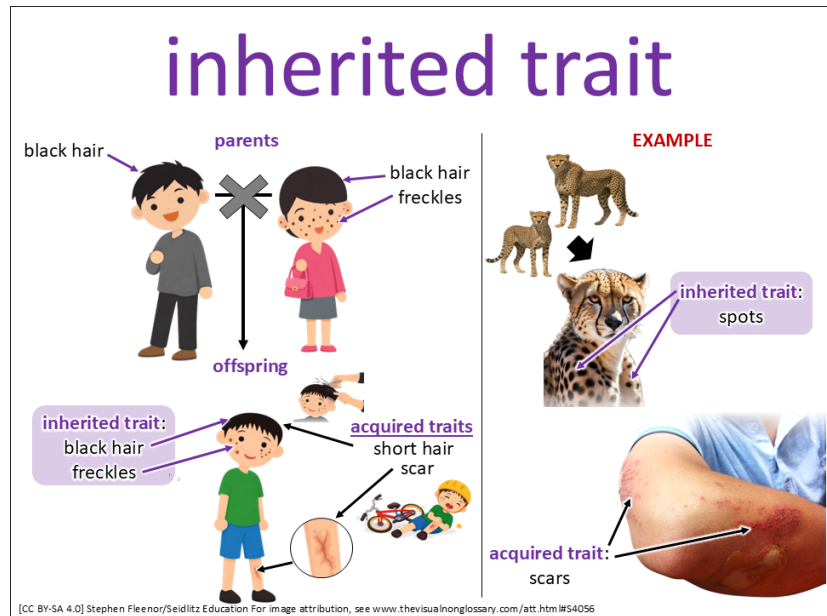 inherited trait
parents
black hair
black hair
freckles
offspring
inherited trait:
black hair
freckles
acquired traits
short hair
scar
EXAMPLE
inherited trait:
spots
acquired trait:
scars
[CC BY-SA 4.0] Stephen Fleenor/Seidlitz Education For image attribution, see www.thevisualnonglossary.com/att.html#S4056